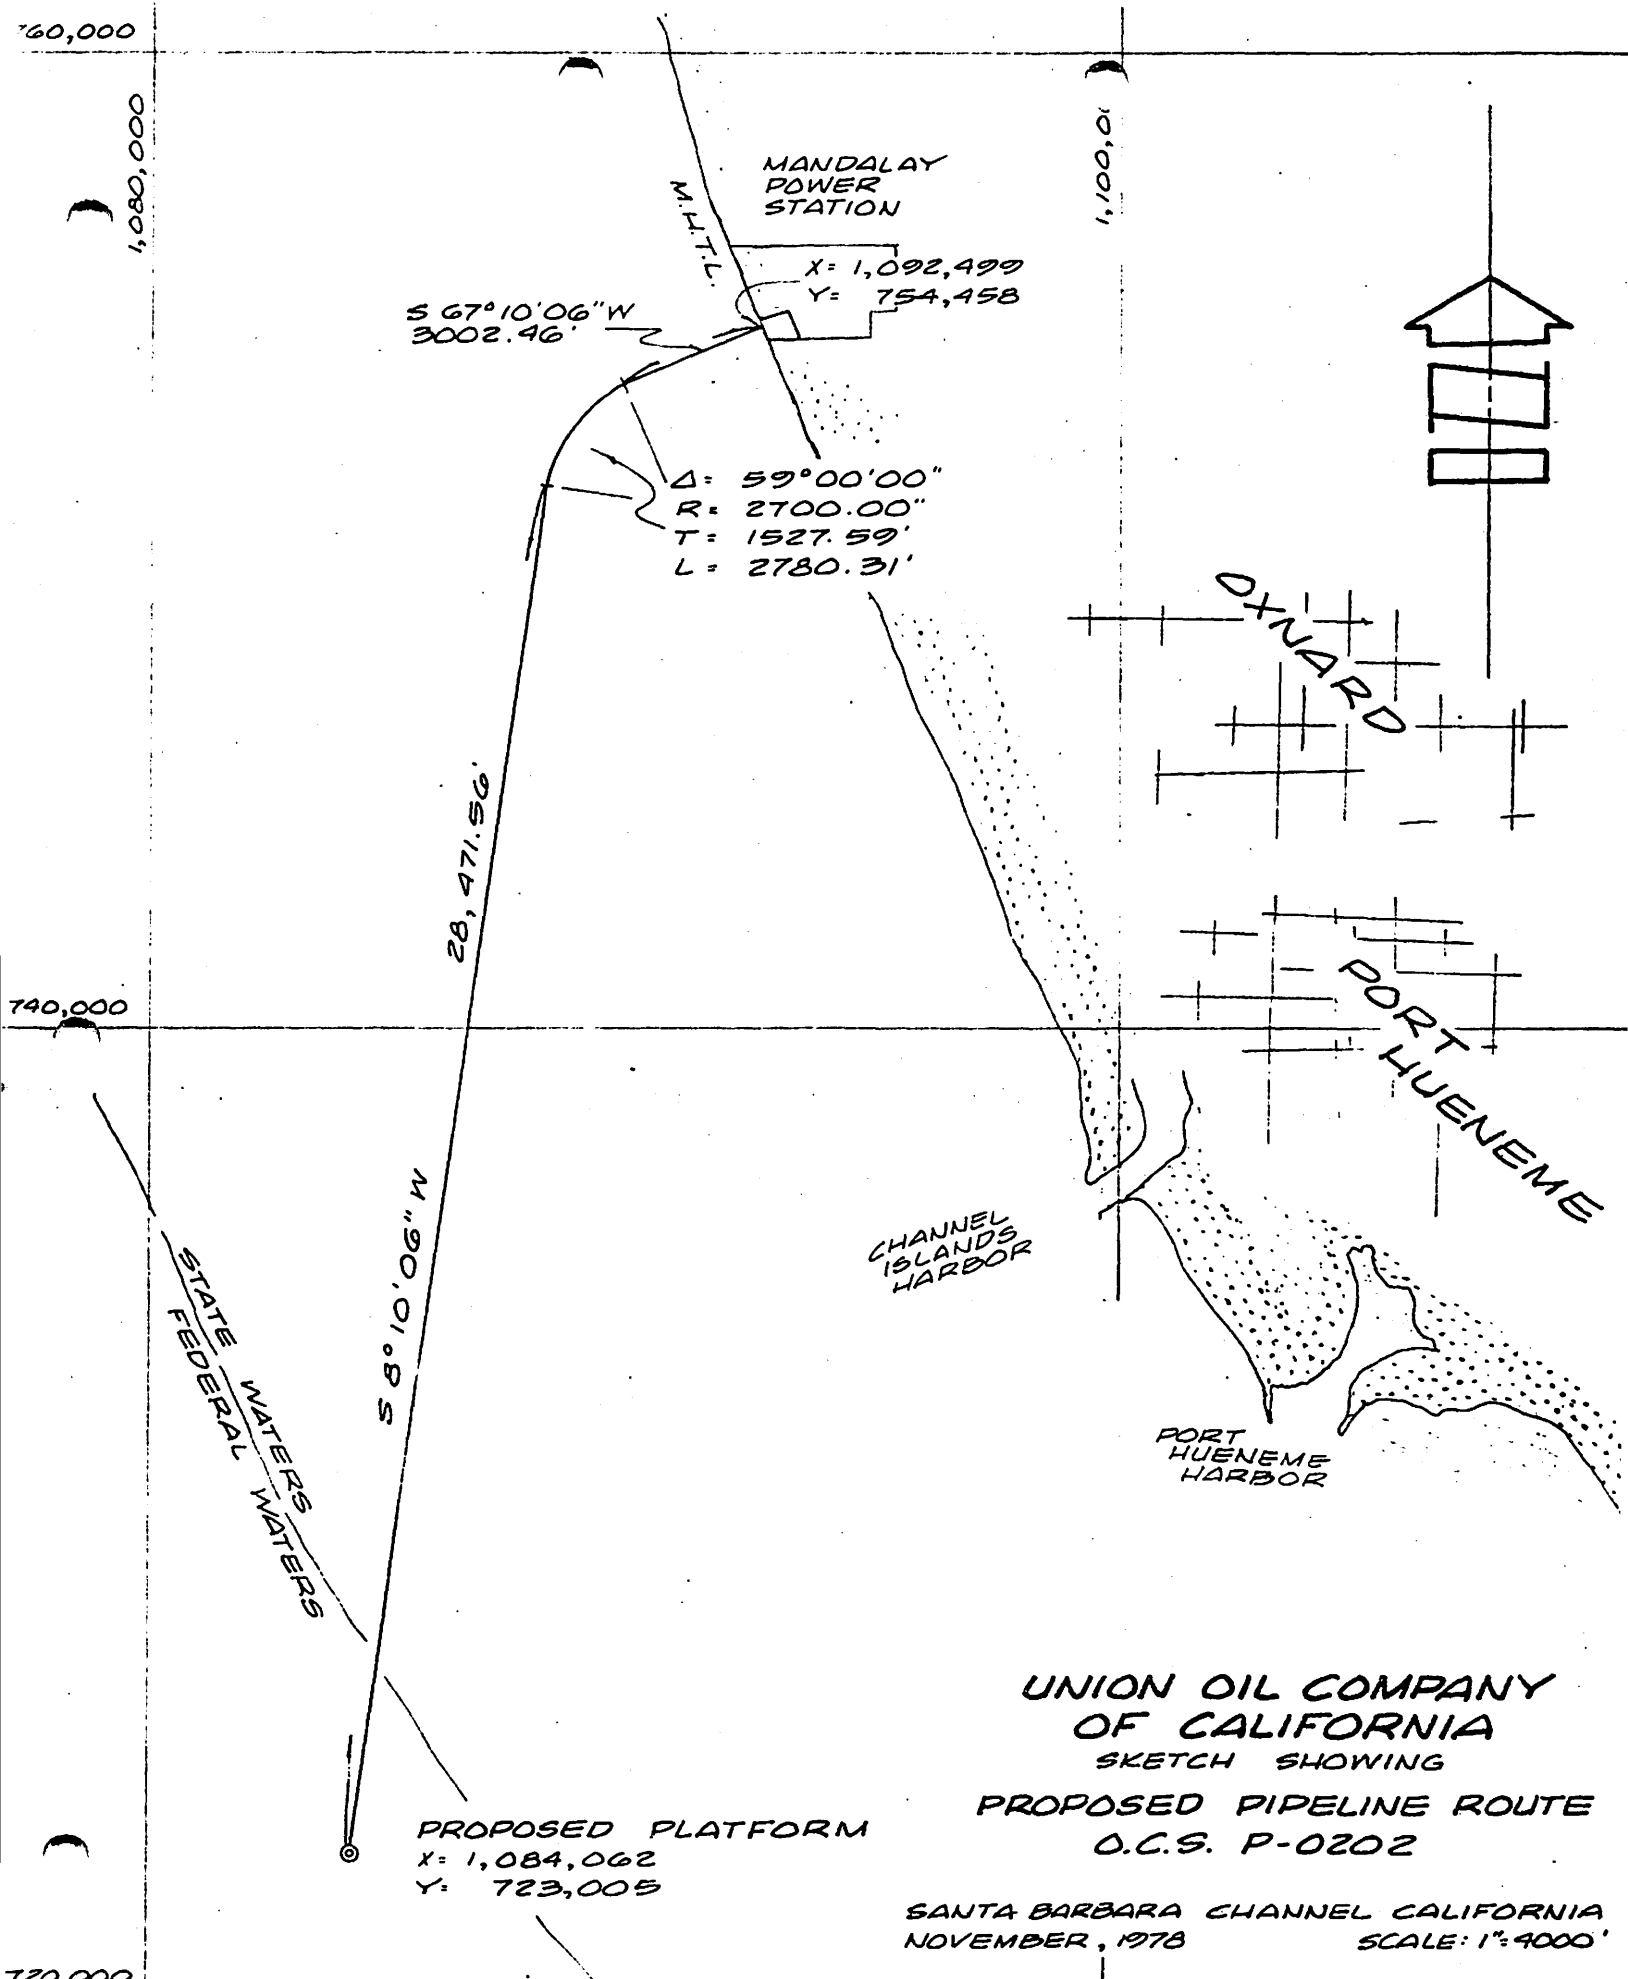 760,000
1,080,000
1,100,0
MANDALAY
POWER
STATION
M.H.T.L.
X= 1,092,499
Y= 754,458
S 67°10'06"W
3002.46'
Δ= 59°00'00"
R= 2700.00"
T= 1527.59'
L= 2780.31'
OXNARD
28,471.56'
S 8°10'06"W
740,000
PORT
HUENEME
CHANNEL
ISLANDS
HARBOR
STATE WATERS
FEDERAL WATERS
PORT
HUENEME
HARBOR
UNION OIL COMPANY
OF CALIFORNIA
SKETCH SHOWING
PROPOSED PIPELINE ROUTE
O.C.S. P-0202
PROPOSED PLATFORM
X= 1,084,062
Y= 723,005
SANTA BARBARA CHANNEL CALIFORNIA
NOVEMBER, 1978 SCALE: 1"=4000'
720,000